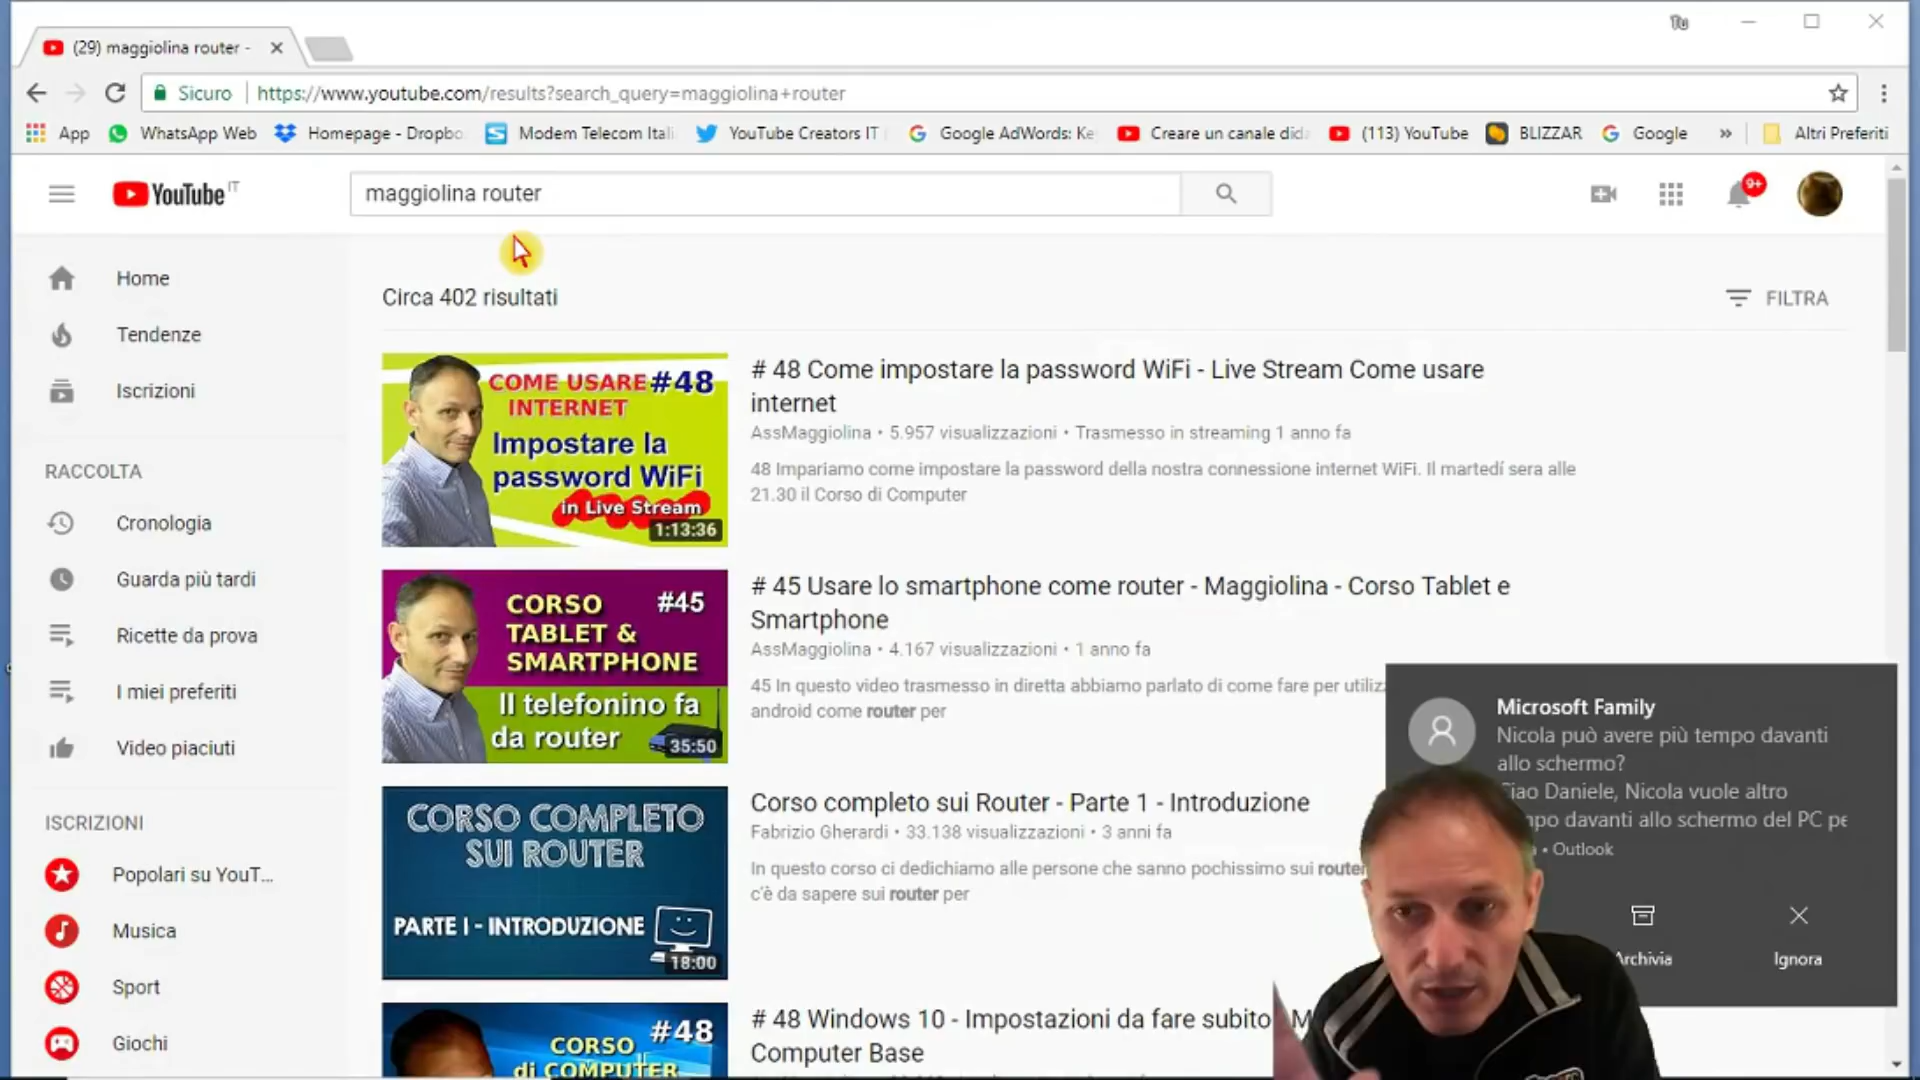 (29) maggiolina router -
Tu
Sicuro
https://www.youtube.com/results?search_query=maggiolina+router
App
WhatsApp Web
Homepage - Dropbo
Modem Telecom Itali
YouTube Creators IT
Google AdWords: Ke
Creare un canale dida
(113) YouTube
BLIZZAR
Google
»
Altri Preferiti
YouTube IT
maggiolina router
9+
Home
Tendenze
Iscrizioni
RACCOLTA
Cronologia
Guarda più tardi
Ricette da prova
I miei preferiti
Video piaciuti
ISCRIZIONI
Popolari su YouT...
Musica
Sport
Giochi
Circa 402 risultati
FILTRA
COME USARE #48
INTERNET
Impostare la
password WiFi
in Live Stream
1:13:36
# 48 Come impostare la password WiFi - Live Stream Come usare
internet
AssMaggiolina • 5.957 visualizzazioni • Trasmesso in streaming 1 anno fa
48 Impariamo come impostare la password della nostra connessione internet WiFi. Il martedí sera alle
21.30 il Corso di Computer
CORSO #45
TABLET &
SMARTPHONE
Il telefonino fa
da router
35:50
# 45 Usare lo smartphone come router - Maggiolina - Corso Tablet e
Smartphone
AssMaggiolina • 4.167 visualizzazioni • 1 anno fa
45 In questo video trasmesso in diretta abbiamo parlato di come fare per utiliz
android come router per
CORSO COMPLETO
SUI ROUTER
PARTE I - INTRODUZIONE
18:00
Corso completo sui Router - Parte 1 - Introduzione
Fabrizio Gherardi • 33.138 visualizzazioni • 3 anni fa
In questo corso ci dedichiamo alle persone che sanno pochissimo sui router
c'è da sapere sui router per
#48
CORSO
di COMPUTER
# 48 Windows 10 - Impostazioni da fare subito - M
Computer Base
Microsoft Family
Nicola può avere più tempo davanti
allo schermo?
Ciao Daniele, Nicola vuole altro
mpo davanti allo schermo del PC pe
• Outlook
Archivia
Ignora